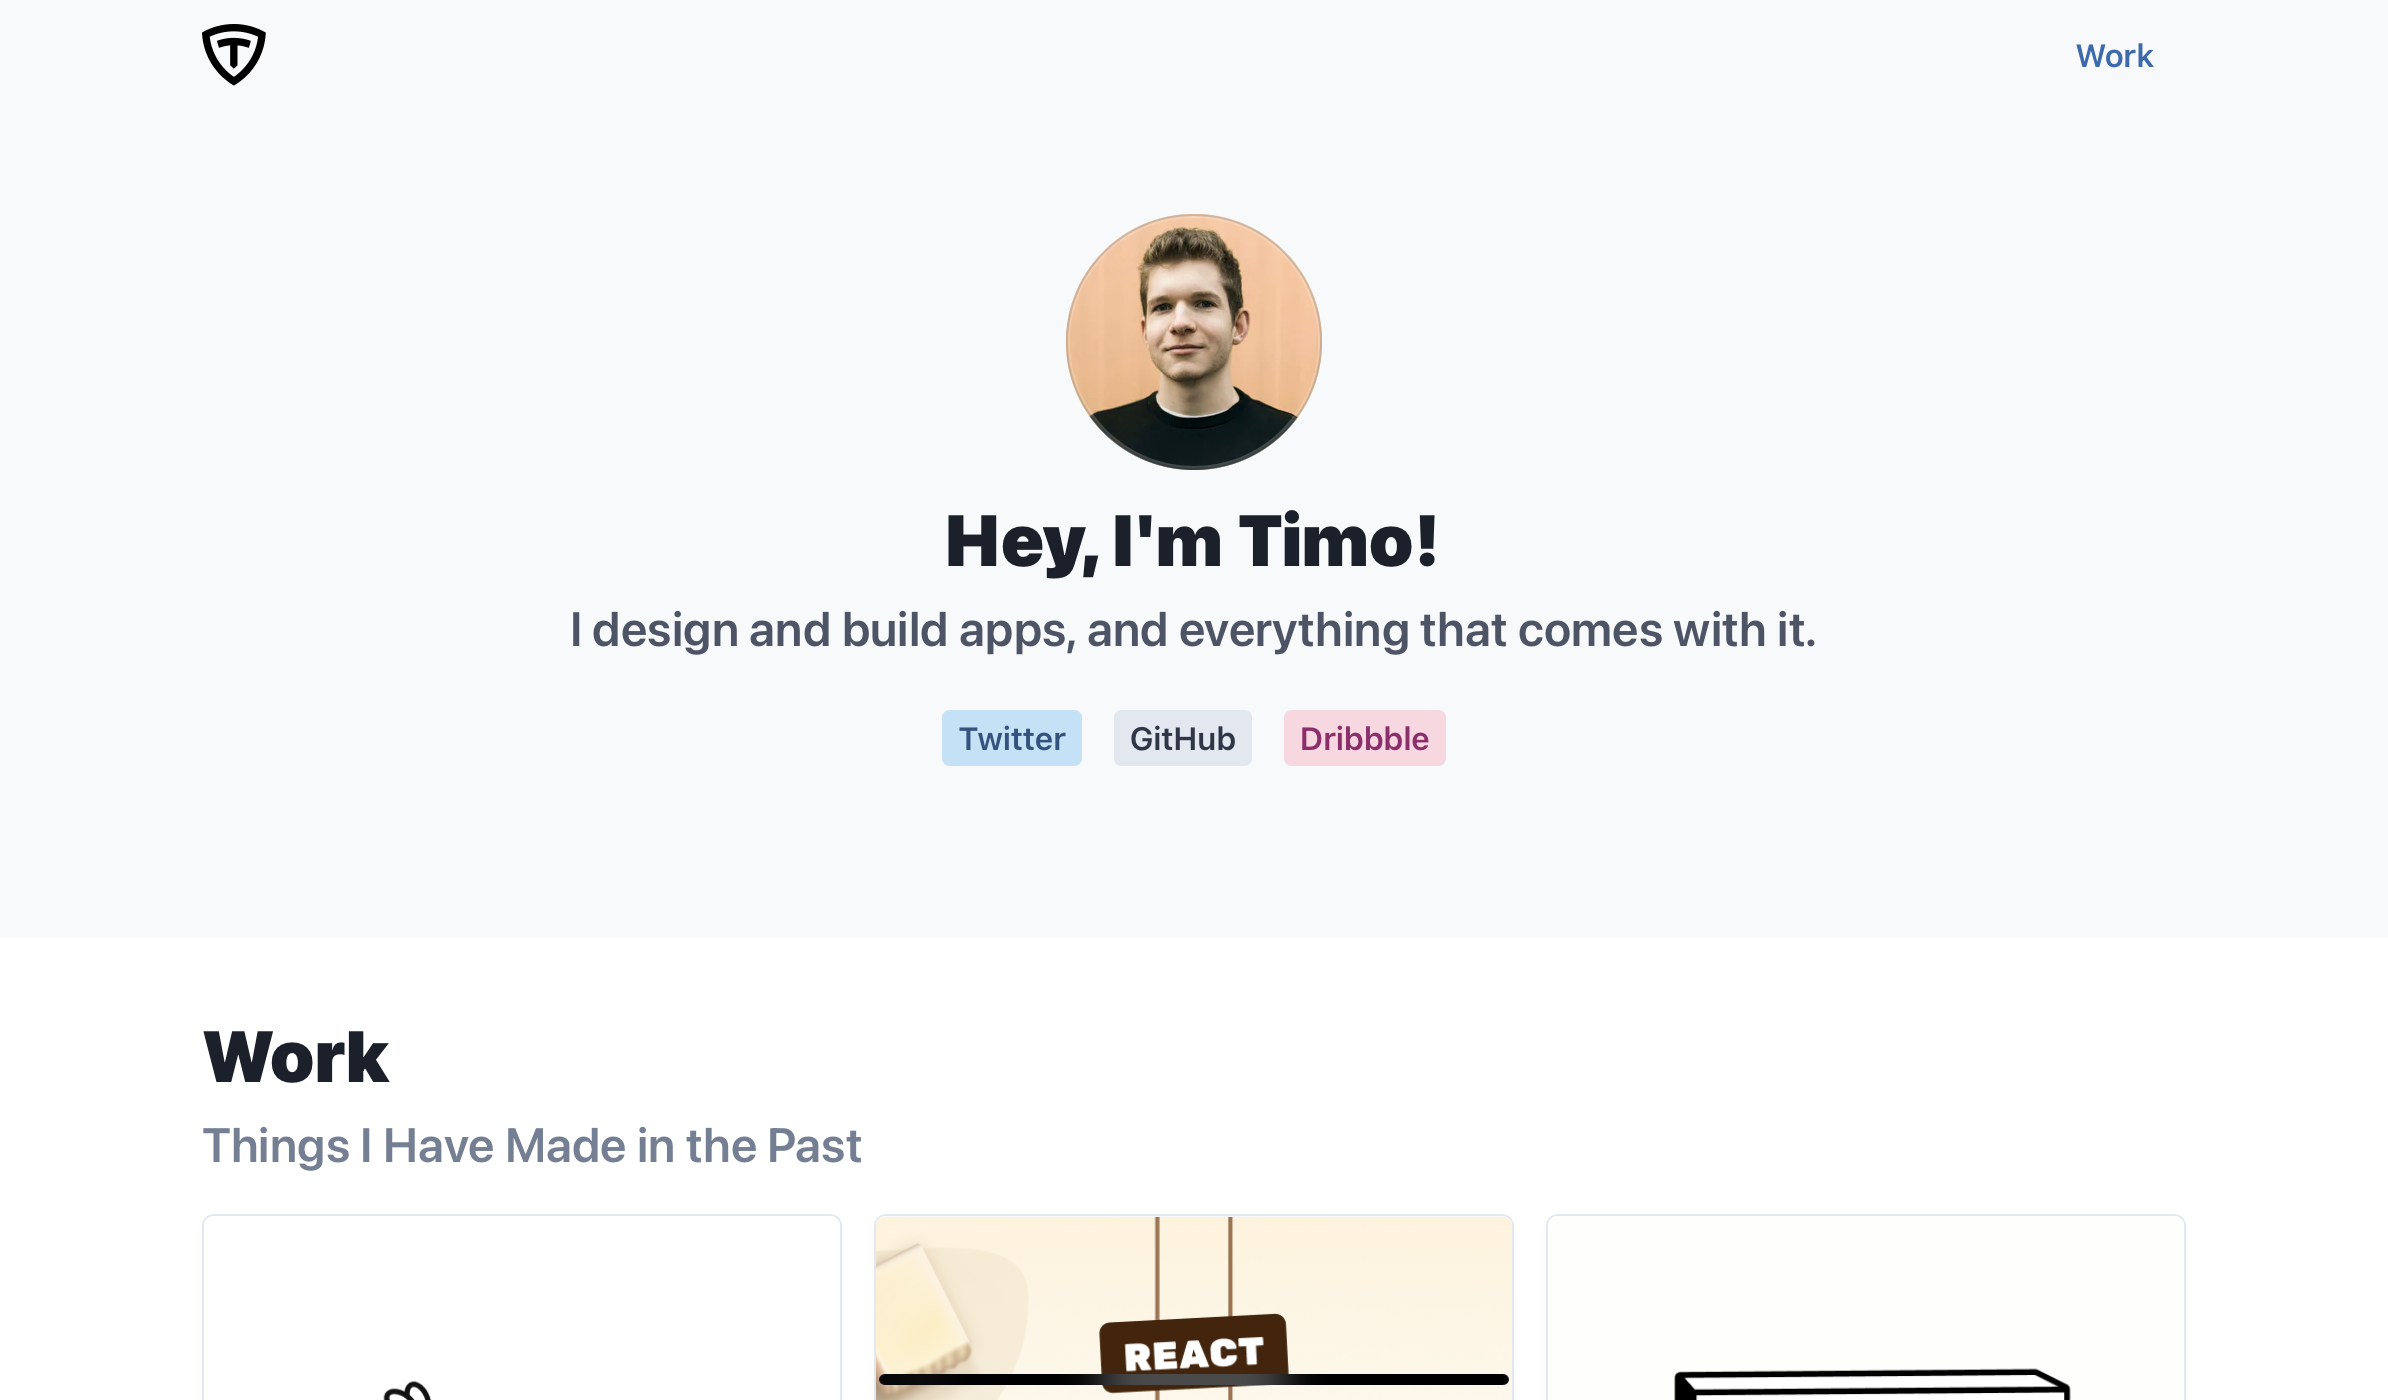 T
Work
Hey, I'm Timo!
I design and build apps, and everything that comes with it.
Twitter GitHub Dribbble
Work
Things I Have Made in the Past
REACT